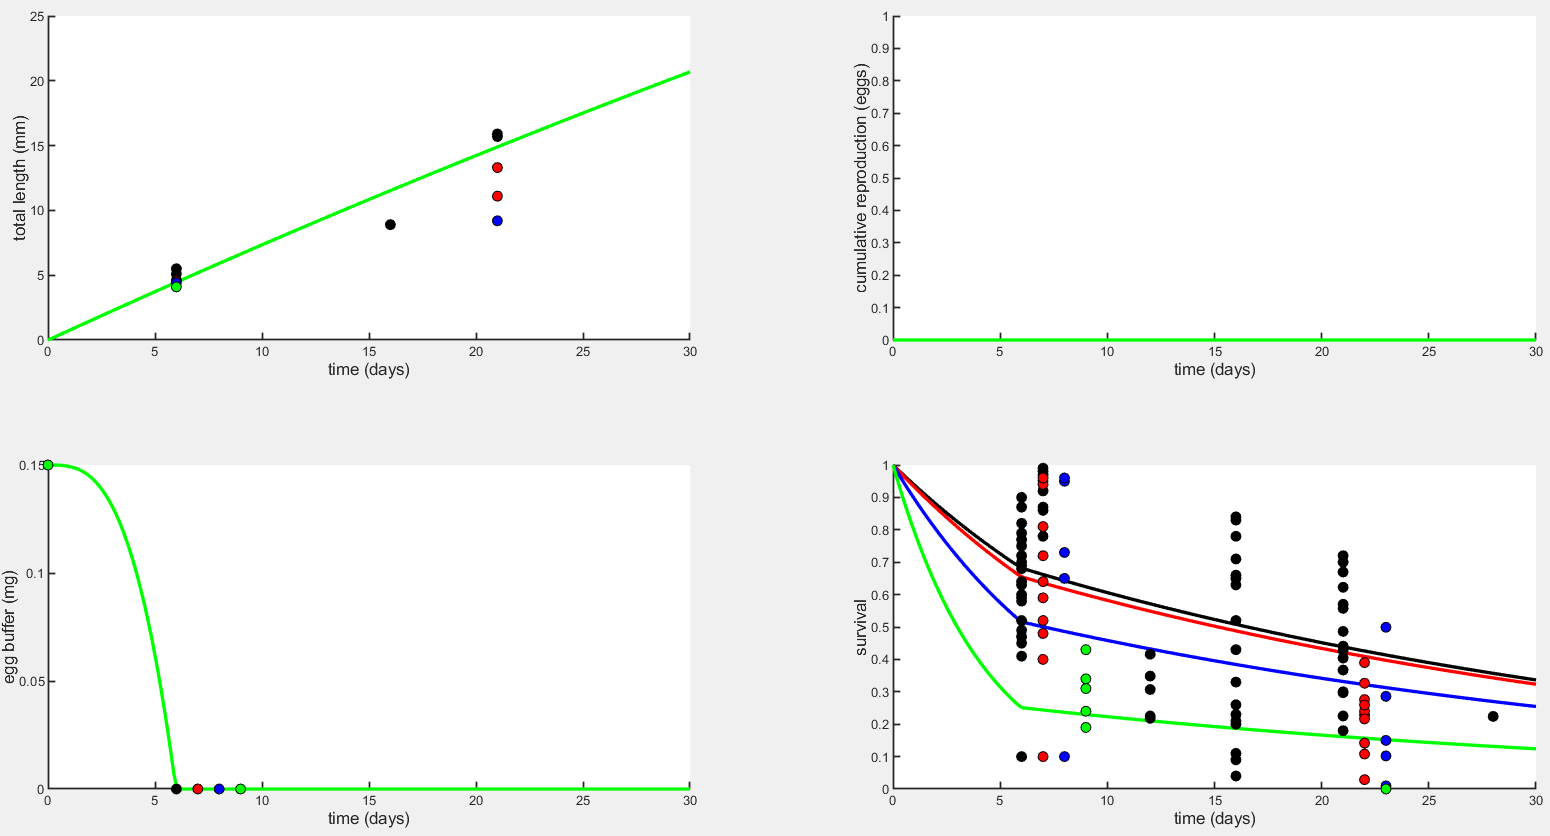 25
20
15
10
5
0
0 5 10 15 20 25 30
total length (mm)
time (days)
1
0.9
0.8
0.7
0.6
0.5
0.4
0.3
0.2
0.1
0
0 5 10 15 20 25 30
cumulative reproduction (eggs)
time (days)
0.15
0.1
0.05
0
0 5 10 15 20 25 30
egg buffer (mg)
time (days)
1
0.9
0.8
0.7
0.6
0.5
0.4
0.3
0.2
0.1
0
0 5 10 15 20 25 30
survival
time (days)